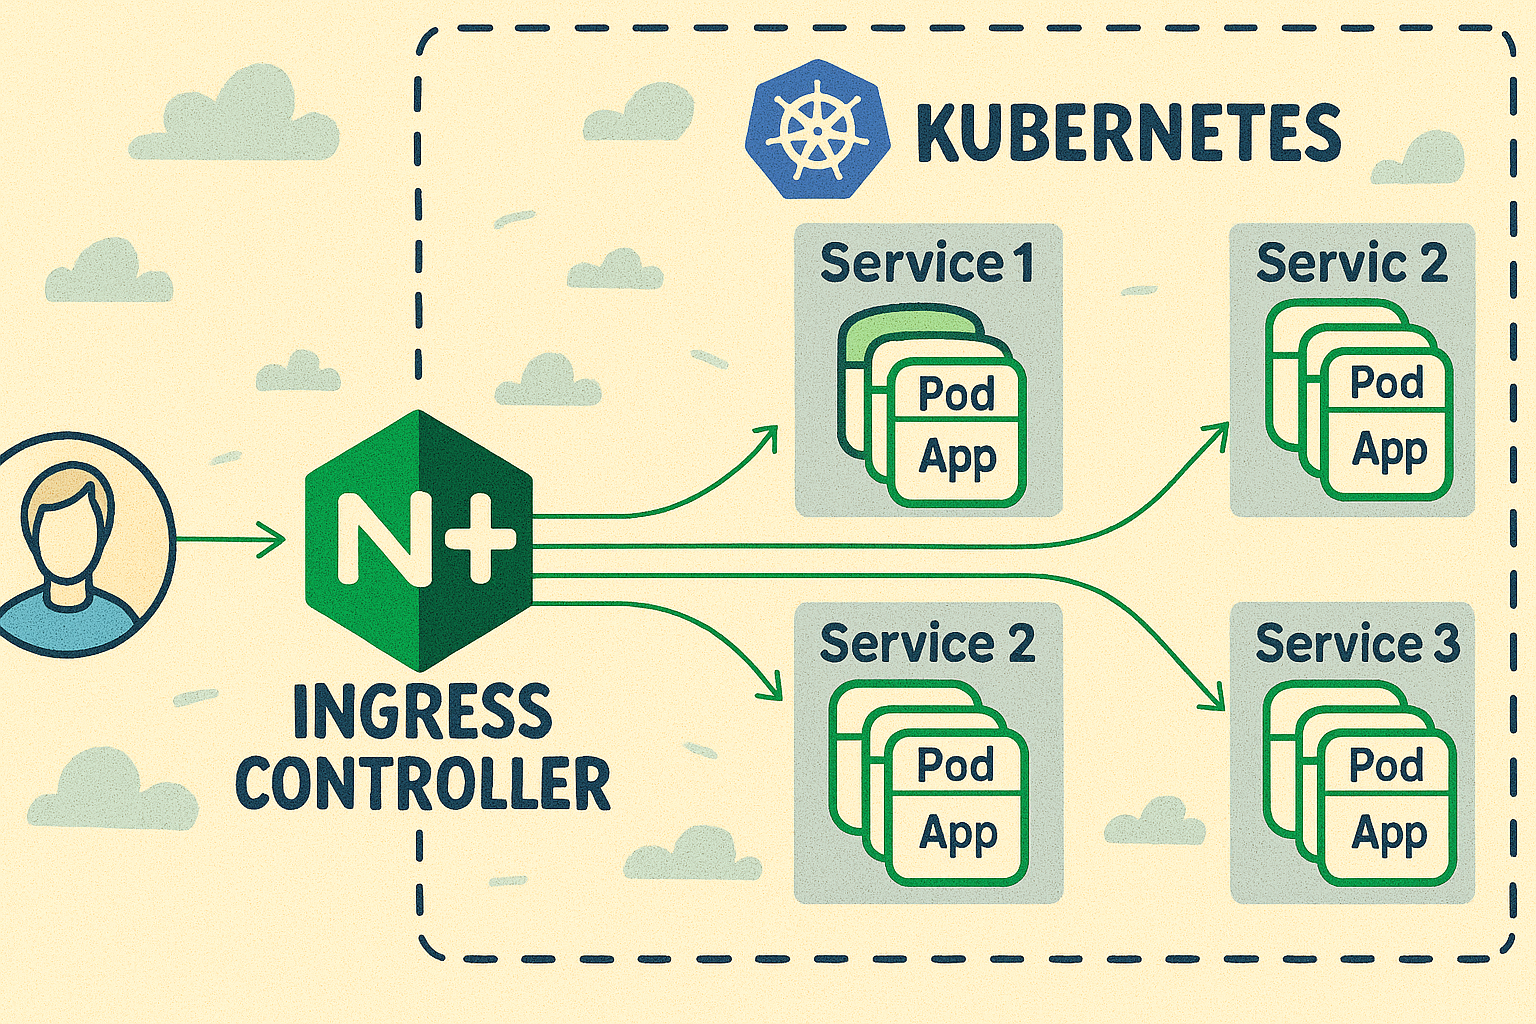 KUBERNETES
Service 1
Pod
App
Servic 2
Pod
App
N+
INGRESS
CONTROLLER
Service 2
Pod
App
Service 3
Pod
App